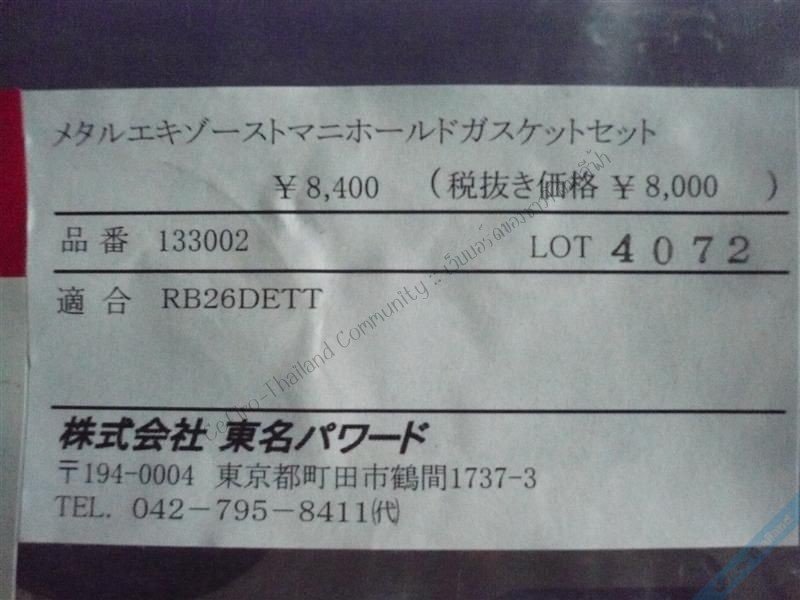 メタルエキゾーストマニホールドガスケットセット
￥8,400 （税抜き価格 ￥8,000 ）
品番 133002 LOT 4072
適合 RB26DETT
株式会社 東名パワード
〒194-0004 東京都町田市鶴間1737-3
TEL. 042－795－8411㈹
Cefiro-Thailand Community